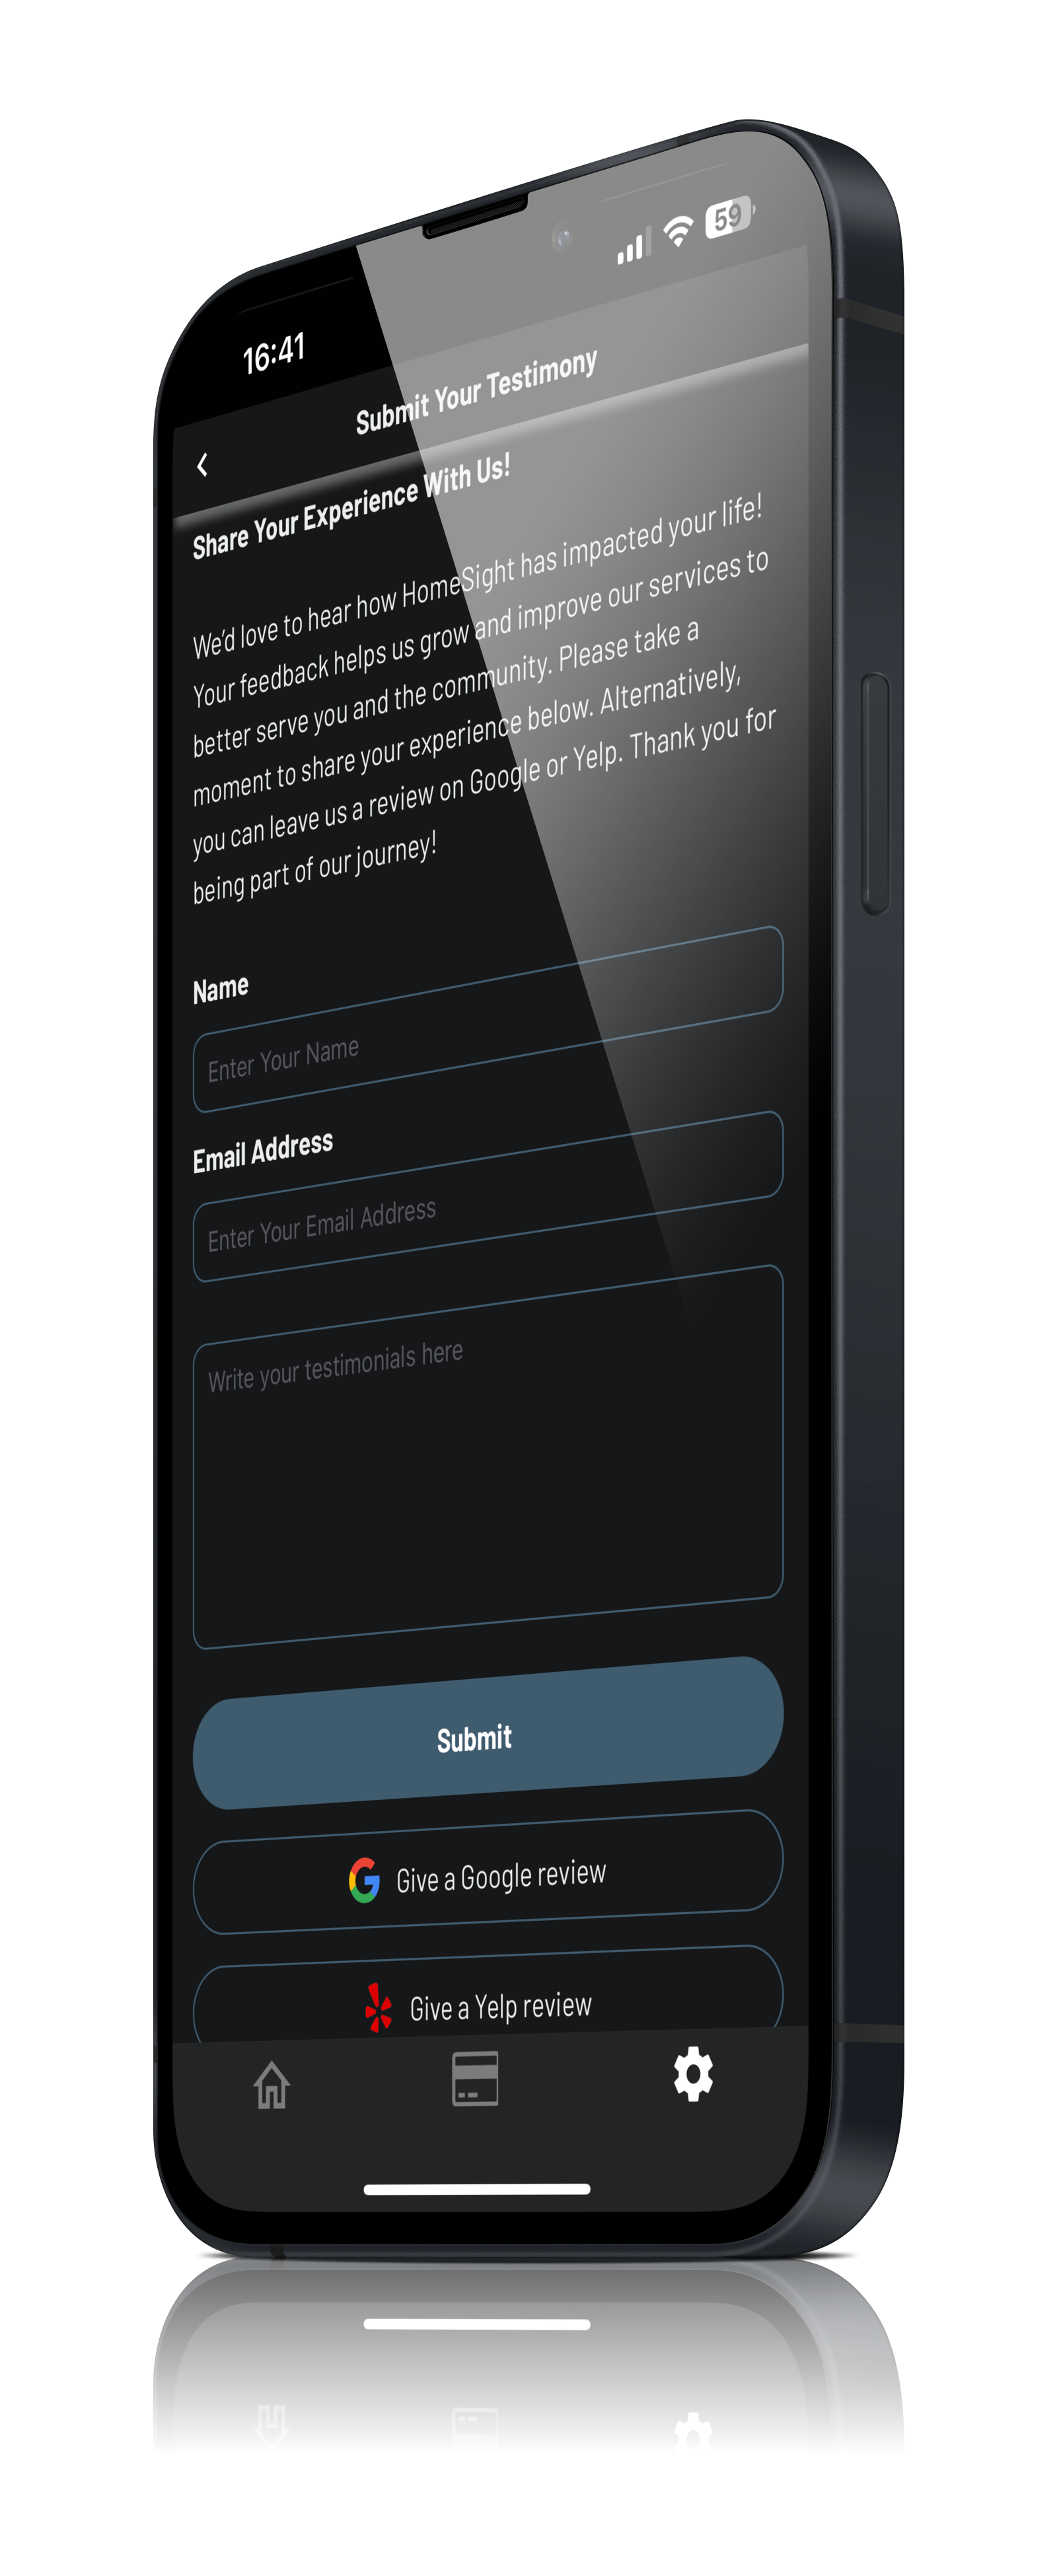 16:41
59
Submit Your Testimony
Share Your Experience With Us!
We'd love to hear how HomeSight has impacted your life!
Your feedback helps us grow and improve our services to
better serve you and the community. Please take a
moment to share your experience below. Alternatively,
you can leave us a review on Google or Yelp. Thank you for
being part of our journey!
Name
Enter Your Name
Email Address
Enter Your Email Address
Write your testimonials here
Submit
Give a Google review
Give a Yelp review